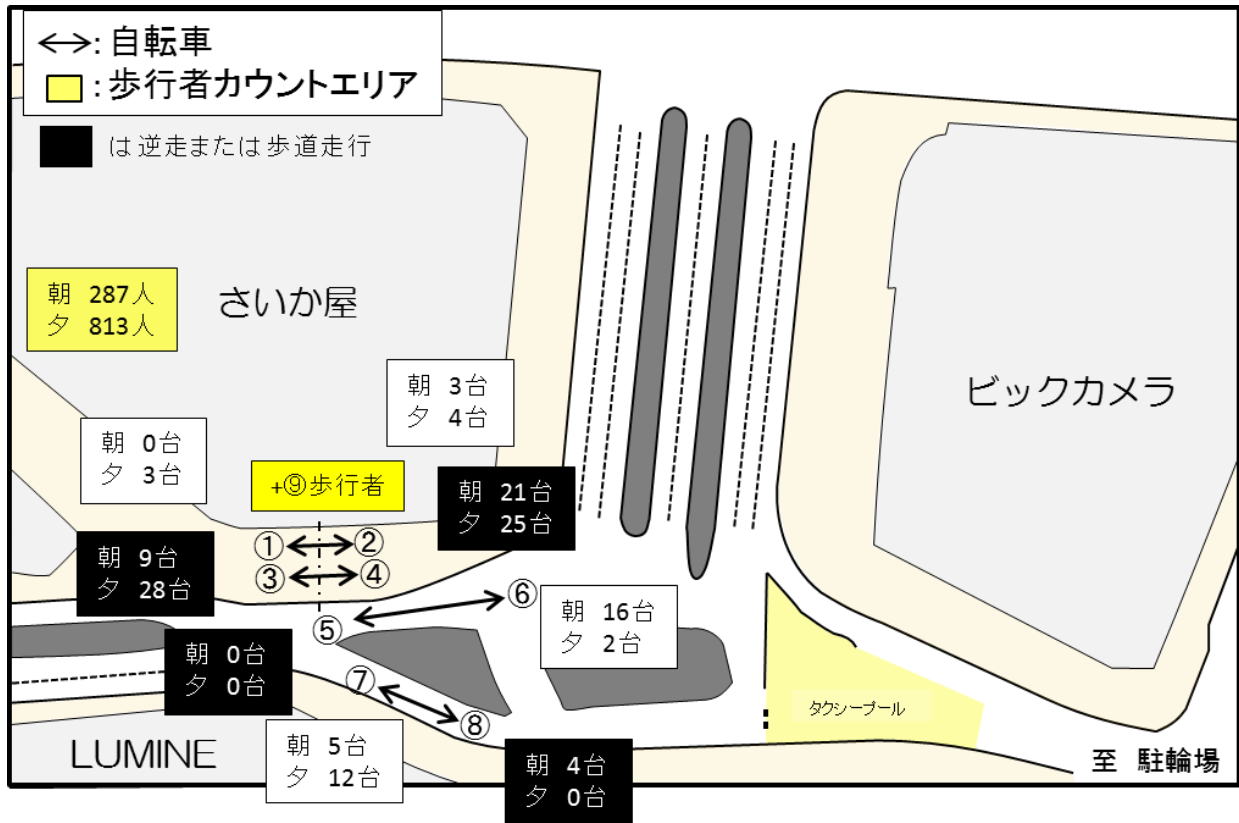 ↔: 自転車
: 歩行者カウントエリア
は逆走または歩道走行
朝 287人
夕 813人
さいか屋
ビックカメラ
朝 3台
夕 4台
朝 0台
夕 3台
+⑨歩行者
朝 21台
夕 25台
① ②
③ ④
朝 9台
夕 28台
⑤ ⑥
朝 16台
夕 2台
朝 0台
夕 0台
⑦ ⑧
タクシープール
LUMINE
朝 5台
夕 12台
朝 4台
夕 0台
至 駐輪場